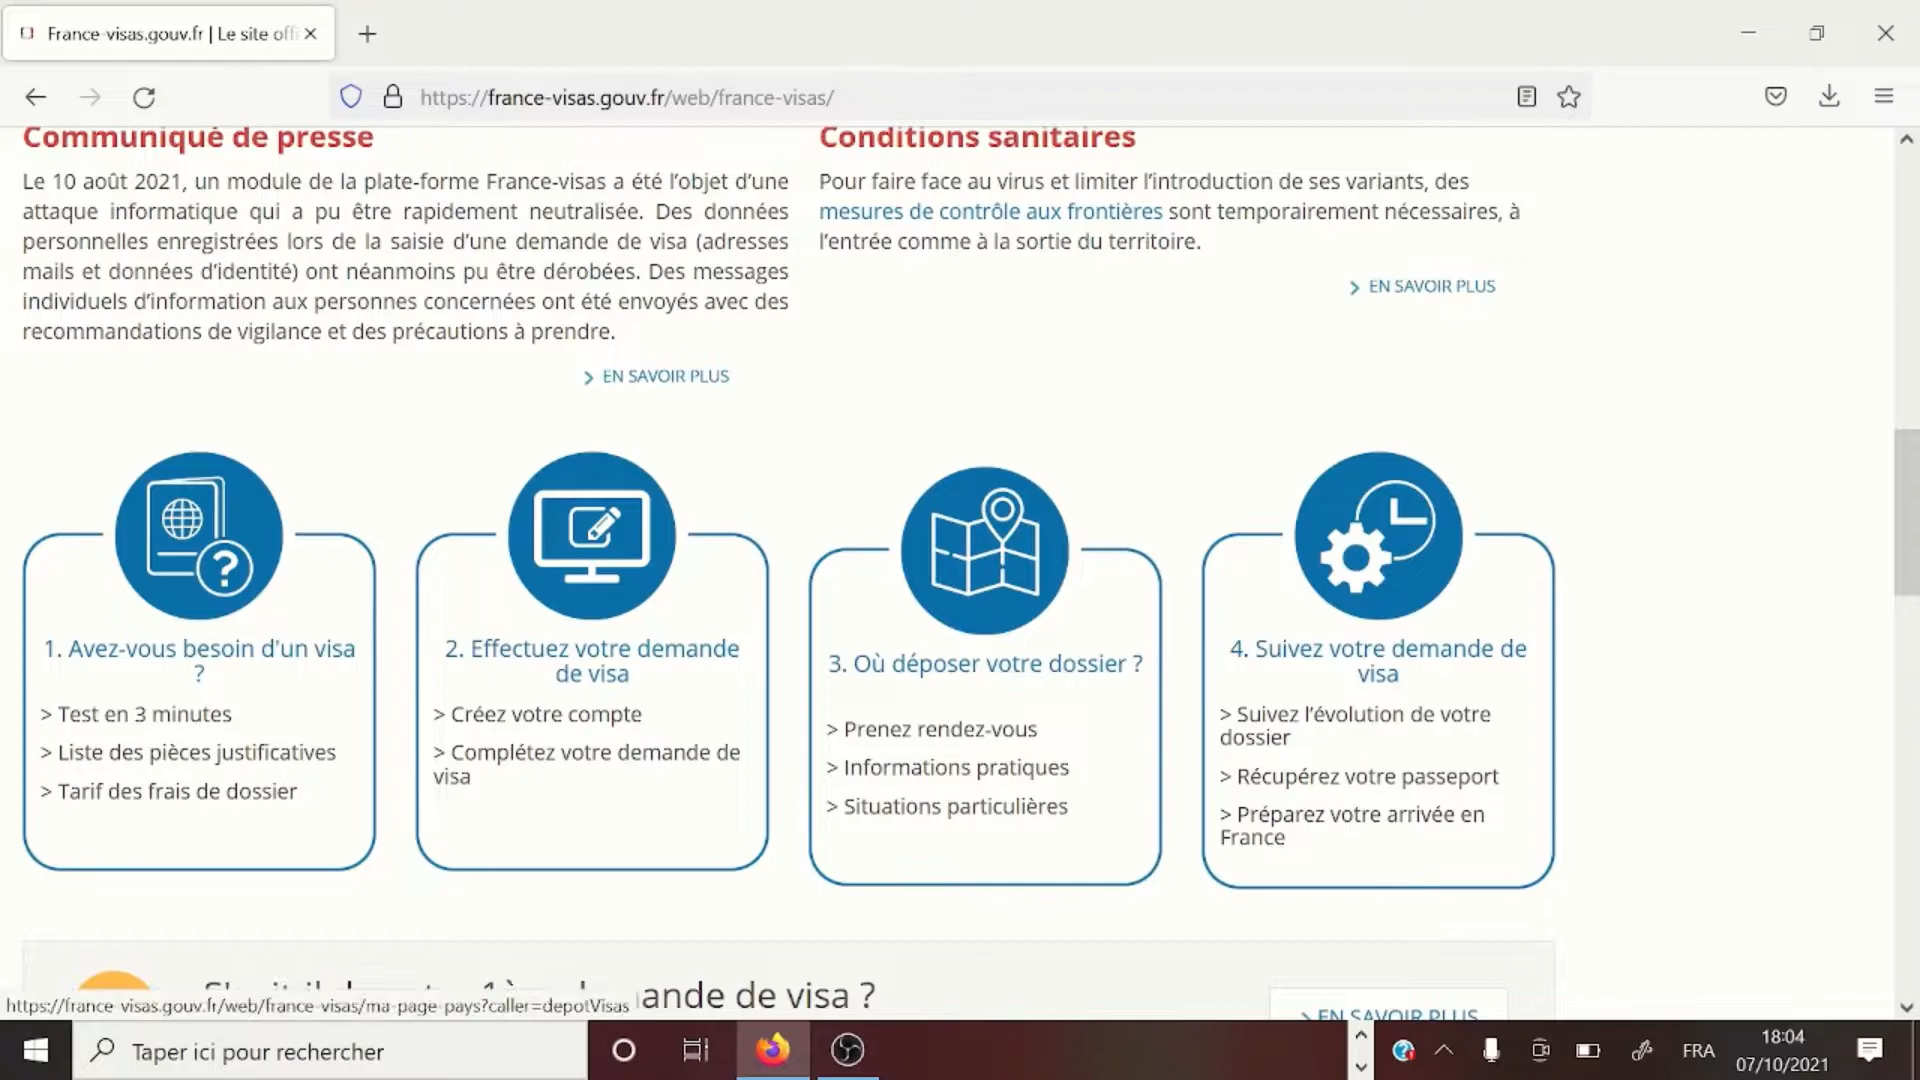 France-visas.gouv.fr | Le site offi
https://france-visas.gouv.fr/web/france-visas/
Communiqué de presse
Le 10 août 2021, un module de la plate-forme France-visas a été l’objet d’une
attaque informatique qui a pu être rapidement neutralisée. Des données
personnelles enregistrées lors de la saisie d’une demande de visa (adresses
mails et données d’identité) ont néanmoins pu être dérobées. Des messages
individuels d’information aux personnes concernées ont été envoyés avec des
recommandations de vigilance et des précautions à prendre.
EN SAVOIR PLUS
Conditions sanitaires
Pour faire face au virus et limiter l’introduction de ses variants, des
mesures de contrôle aux frontières sont temporairement nécessaires, à
l’entrée comme à la sortie du territoire.
EN SAVOIR PLUS
1. Avez-vous besoin d'un visa
?
> Test en 3 minutes
> Liste des pièces justificatives
> Tarif des frais de dossier
2. Effectuez votre demande
de visa
> Créez votre compte
> Complétez votre demande de
visa
3. Où déposer votre dossier ?
> Prenez rendez-vous
> Informations pratiques
> Situations particulières
4. Suivez votre demande de
visa
> Suivez l’évolution de votre
dossier
> Récupérez votre passeport
> Préparez votre arrivée en
France
ande de visa ?
EN SAVOIR PLUS
https://france-visas.gouv.fr/web/france-visas/ma-page-pays?caller=depotVisas
Taper ici pour rechercher
FRA
18:04
07/10/2021